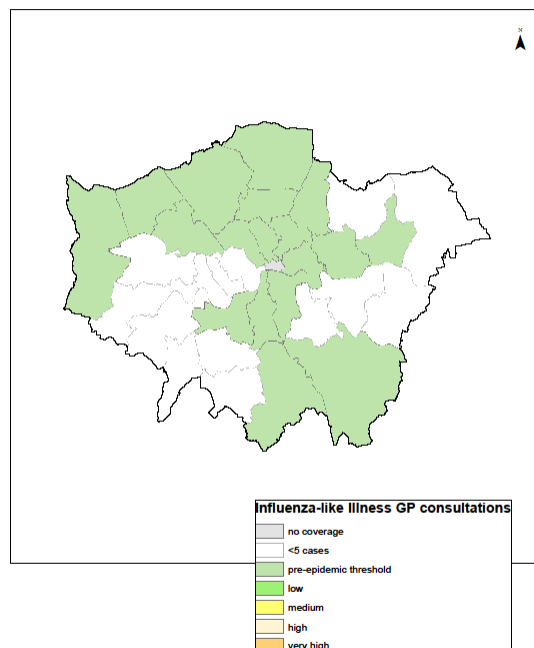 N
Influenza-like Illness GP consultations
no coverage
<5 cases
pre-epidemic threshold
low
medium
high
very high